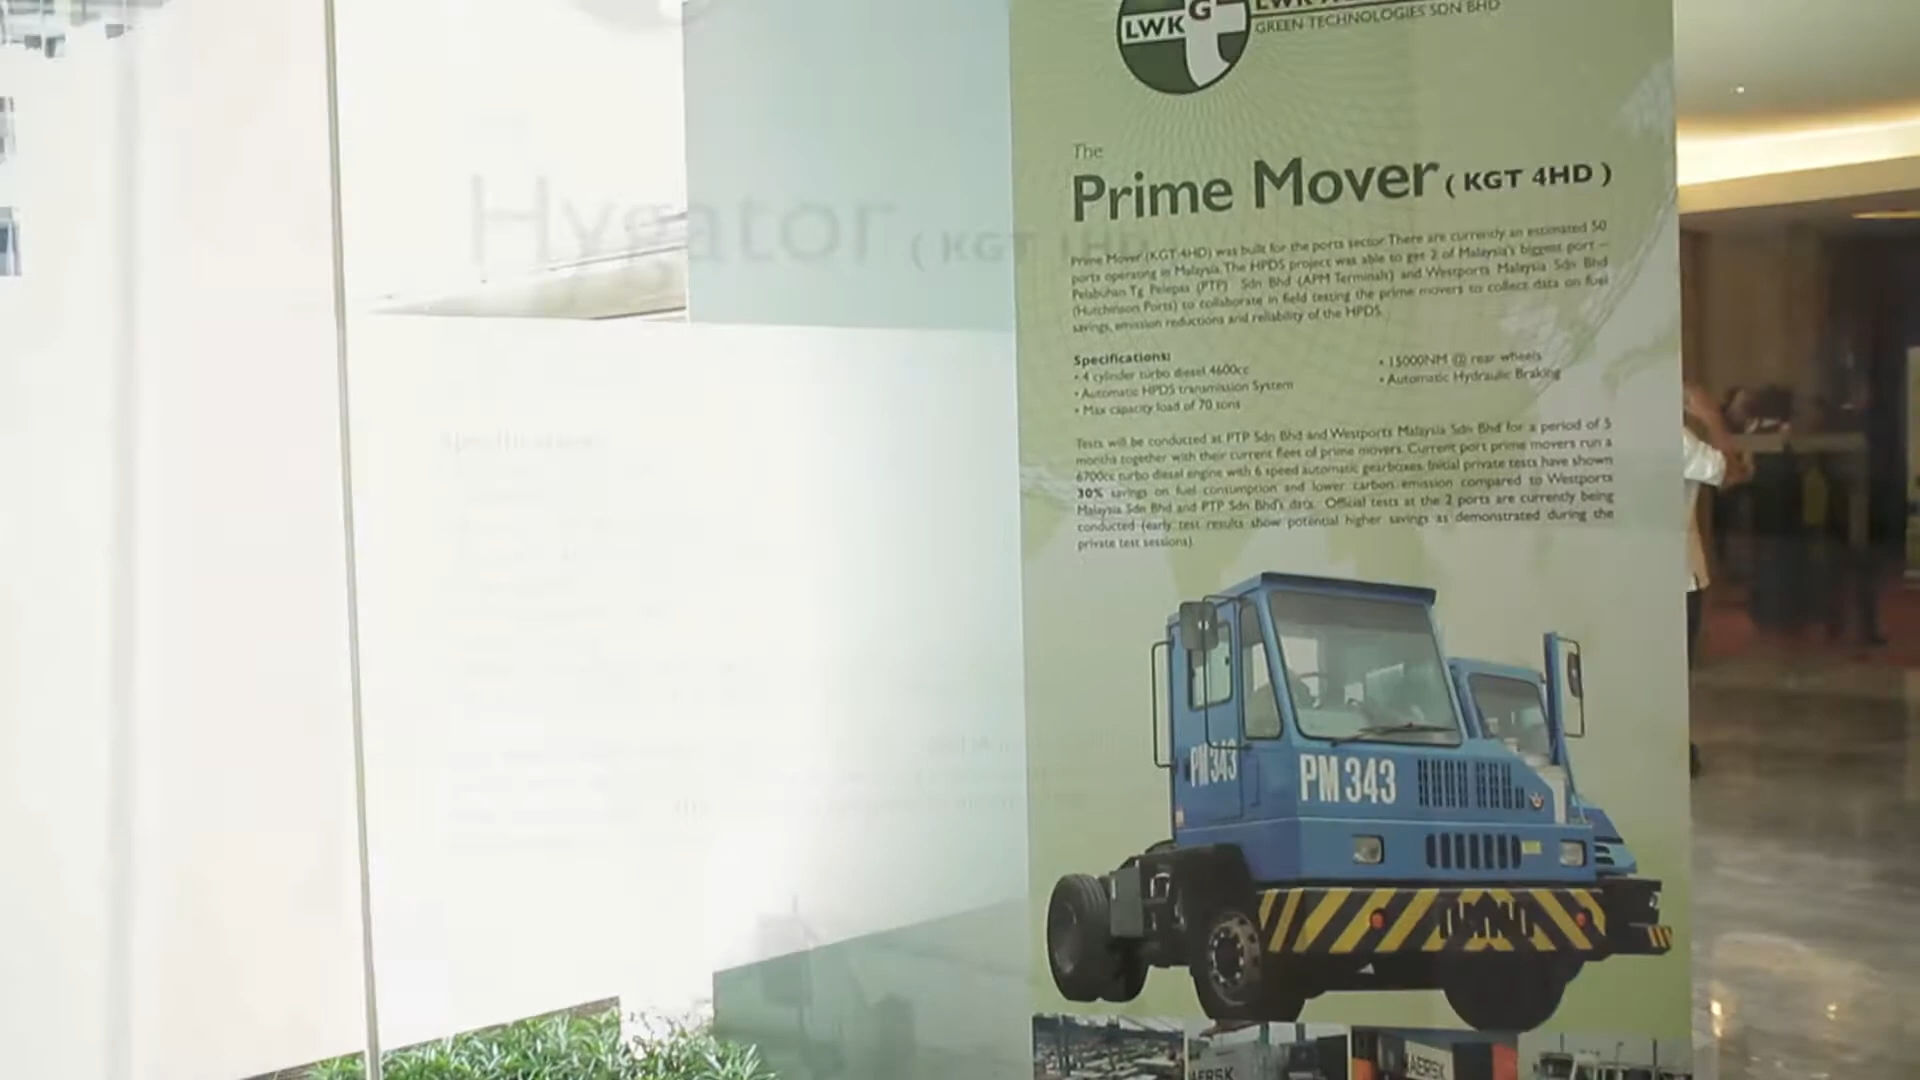 LWK G
GREEN TECHNOLOGIES SDN BHD
The
Prime Mover ( KGT 4HD )
Hygator ( KGT 1HD
Prime Mover (KGT 4HD) was built for the ports sector. There are currently an estimated 50
ports operating in Malaysia. The HPDS project was able to get 2 of Malaysia's biggest port –
Pelabuhan Tg Pelepas (PTP) Sdn Bhd (APM Terminals) and Westports Malaysia Sdn Bhd
(Hutchinson Ports) to collaborate in field testing the prime movers to collect data on fuel
savings, emission reductions and reliability of the HPDS.
Specifications:
• 4 cylinder turbo diesel 4600cc
• Automatic HPDS transmission System
• Max capacity load of 70 tons
• 15000NM @ rear wheels
• Automatic Hydraulic Braking
Tests will be conducted at PTP Sdn Bhd and Westports Malaysia Sdn Bhd for a period of 5
months together with their current fleet of prime movers. Current port prime movers run a
6700cc turbo diesel engine with 6 speed automatic gearboxes. Initial private tests have shown
30% savings on fuel consumption and lower carbon emission compared to Westports
Malaysia Sdn Bhd and PTP Sdn Bhd's data. Official tests at the 2 ports are currently being
conducted (early test results show potential higher savings as demonstrated during the
private test sessions).
PM 343
PM 343
AERSK
AERSK